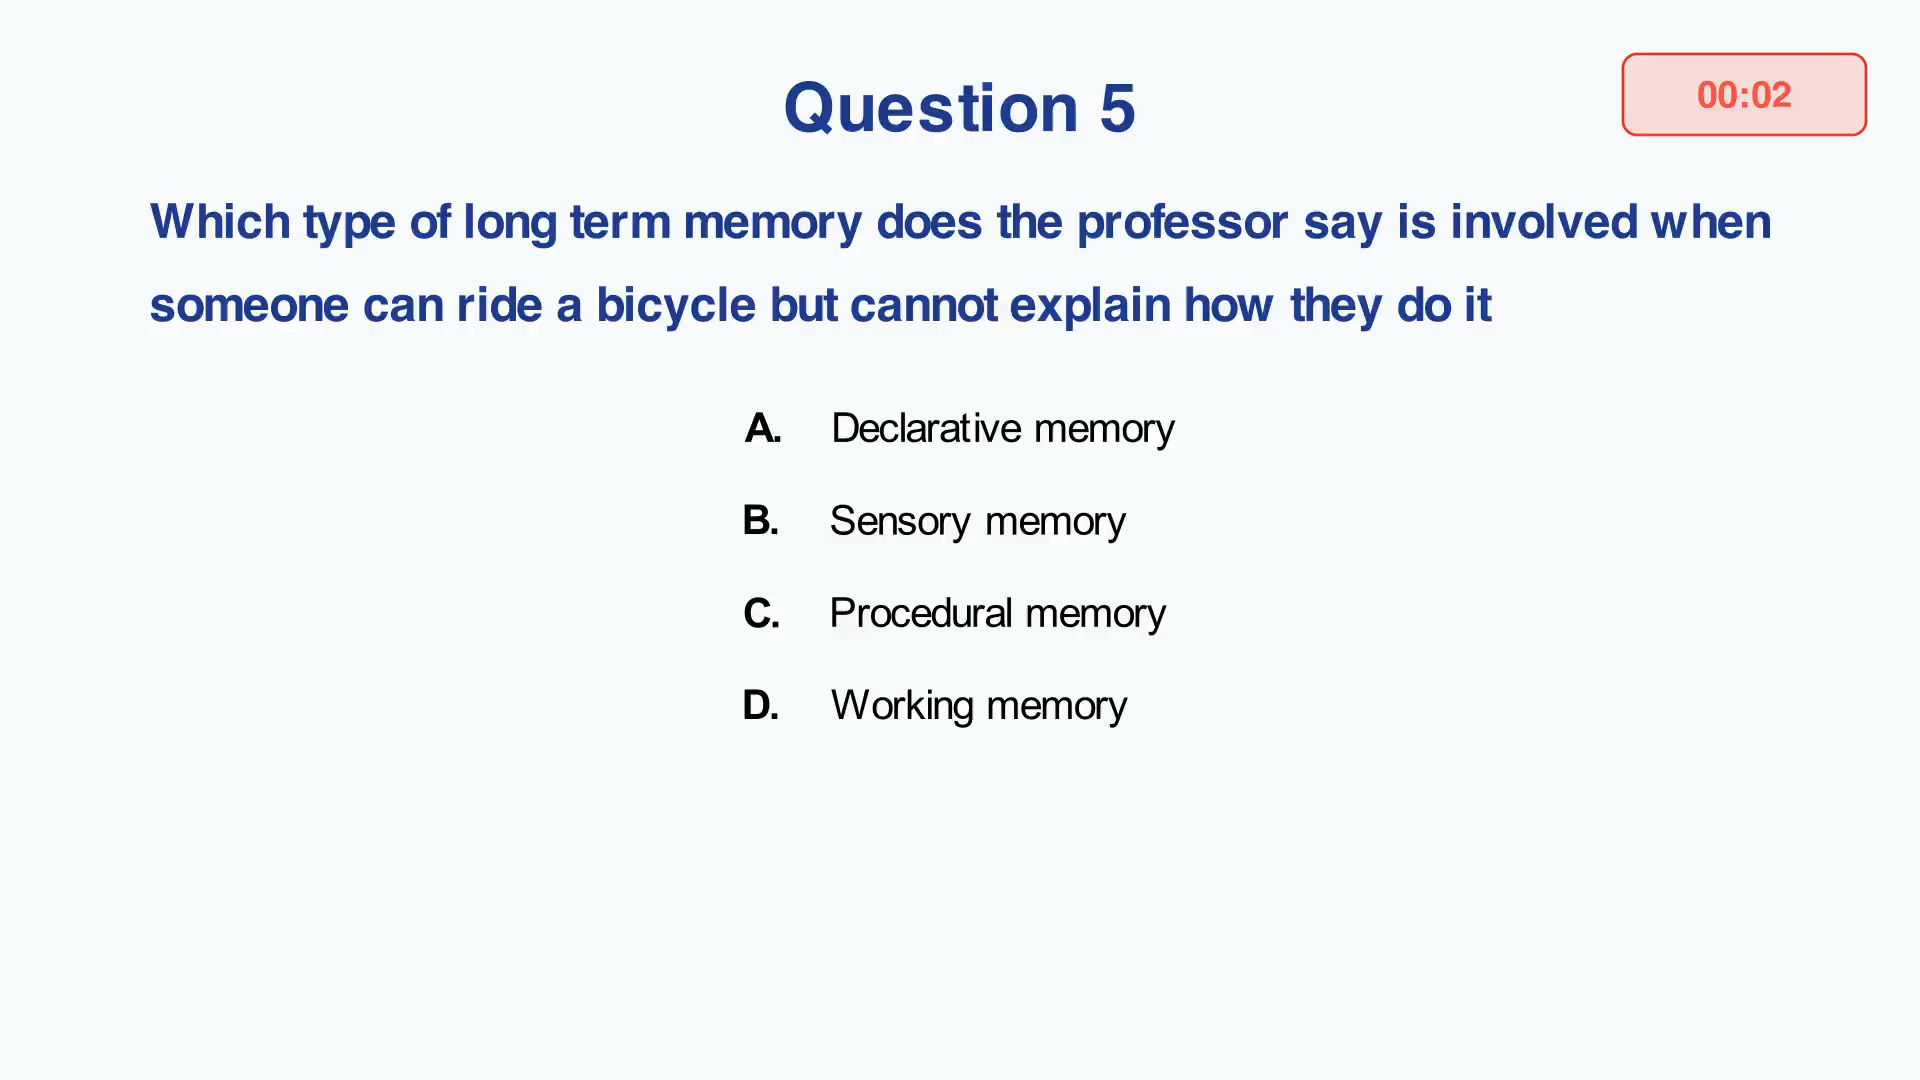 Question 5
00:02
Which type of long term memory does the professor say is involved when
someone can ride a bicycle but cannot explain how they do it
A. Declarative memory
B. Sensory memory
C. Procedural memory
D. Working memory